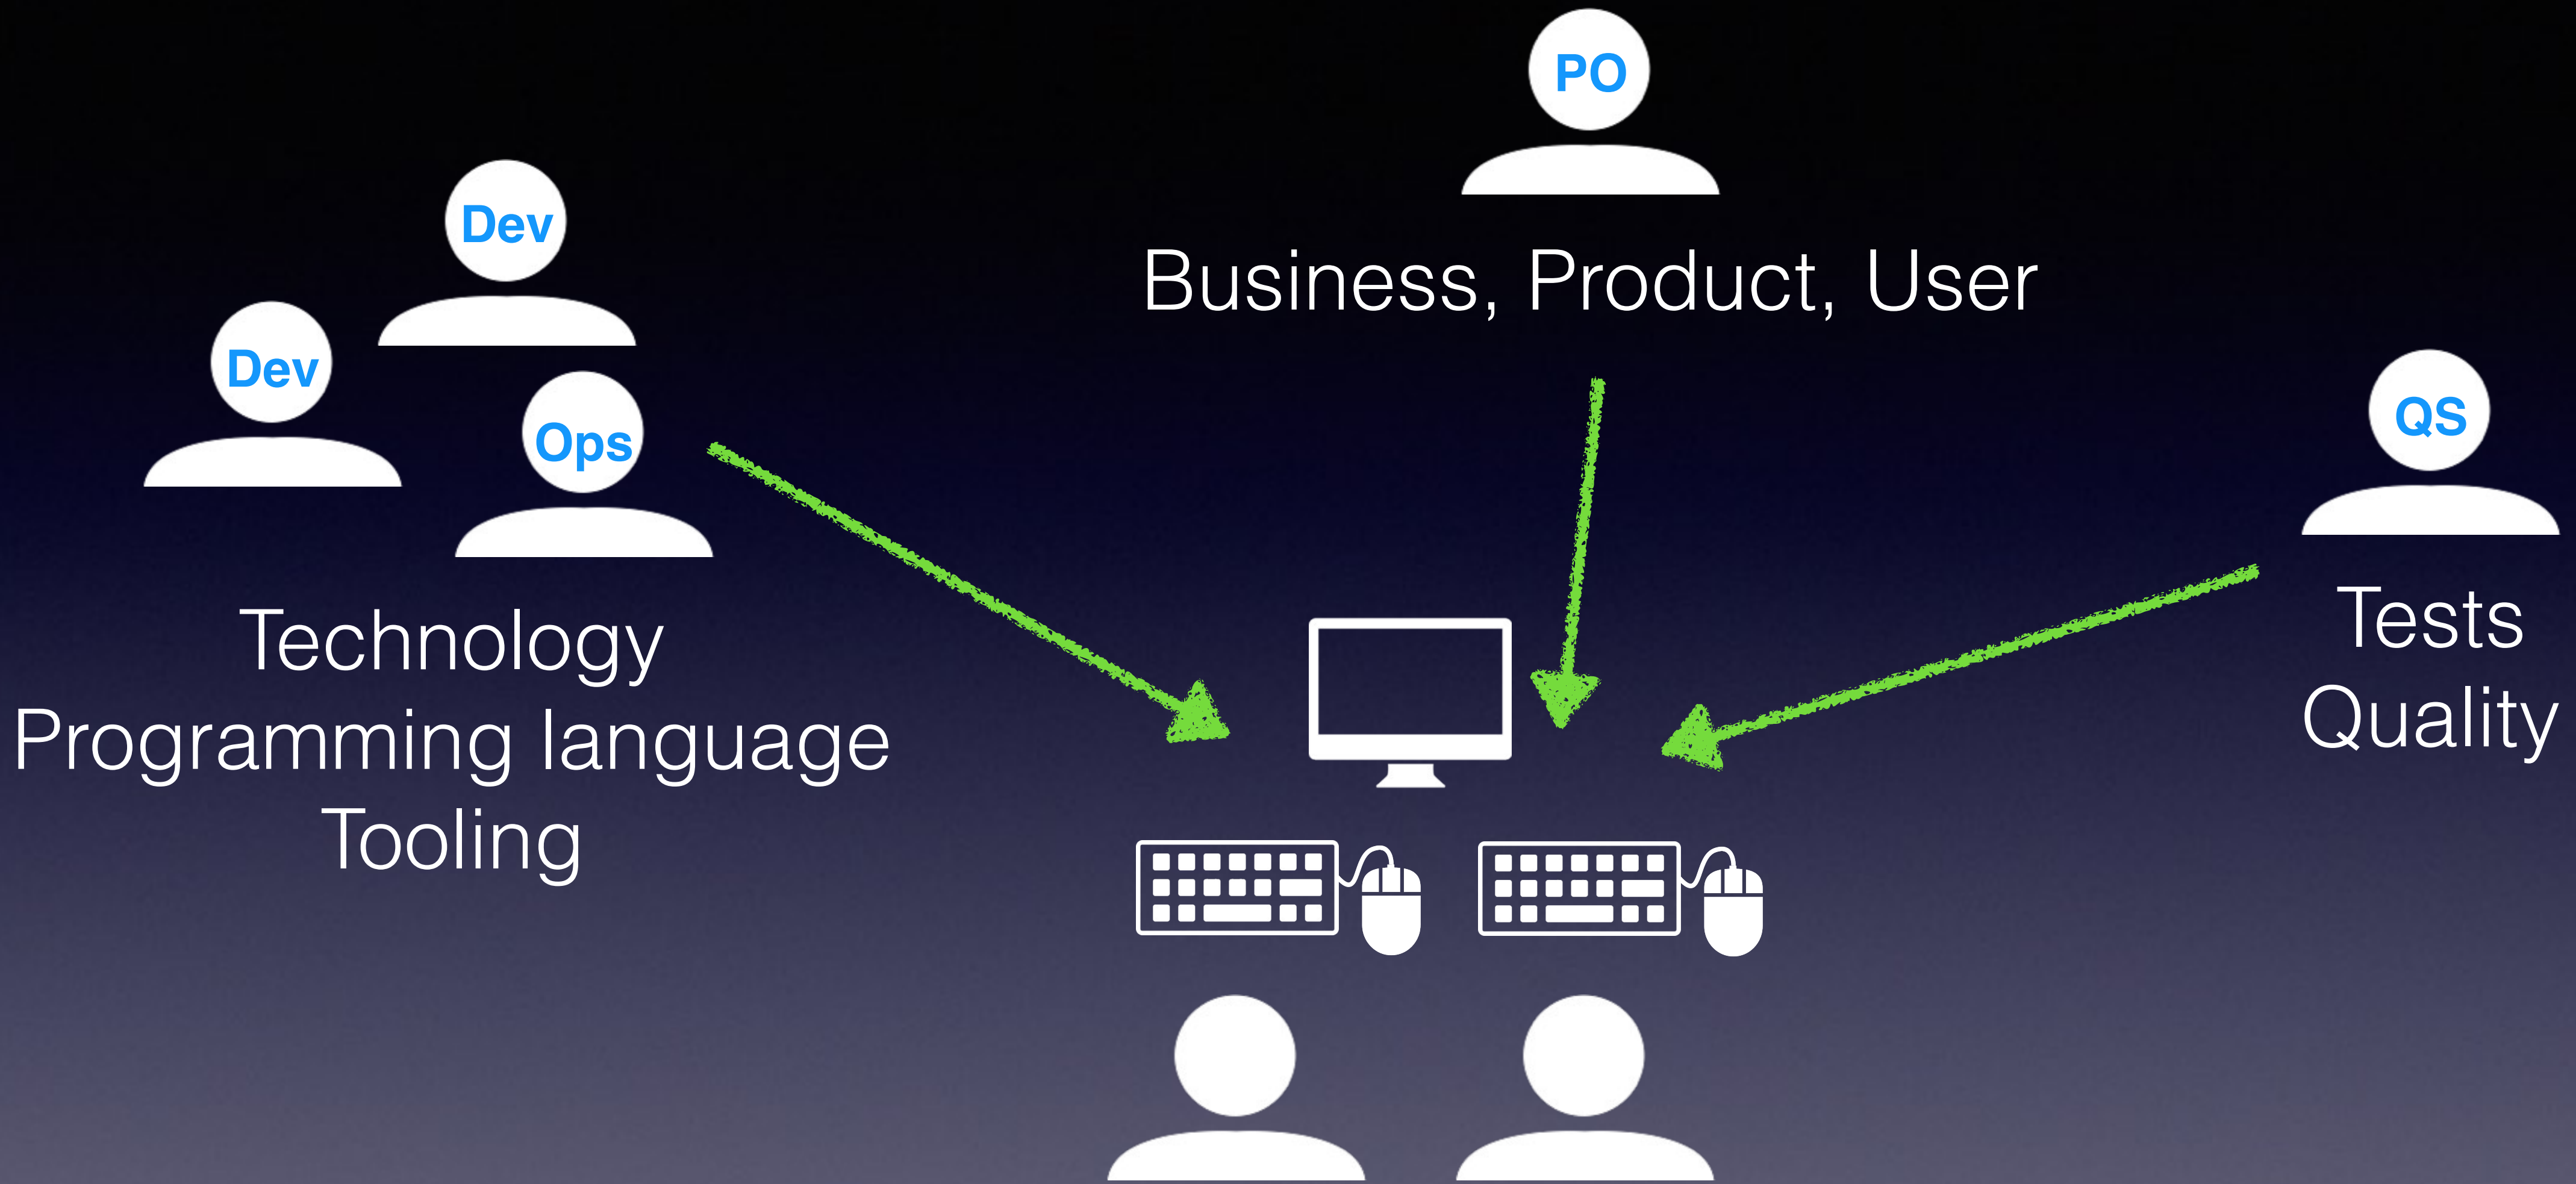 PO
Business, Product, User
Dev
Dev
Ops
Technology
Programming language
Tooling
QS
Tests
Quality